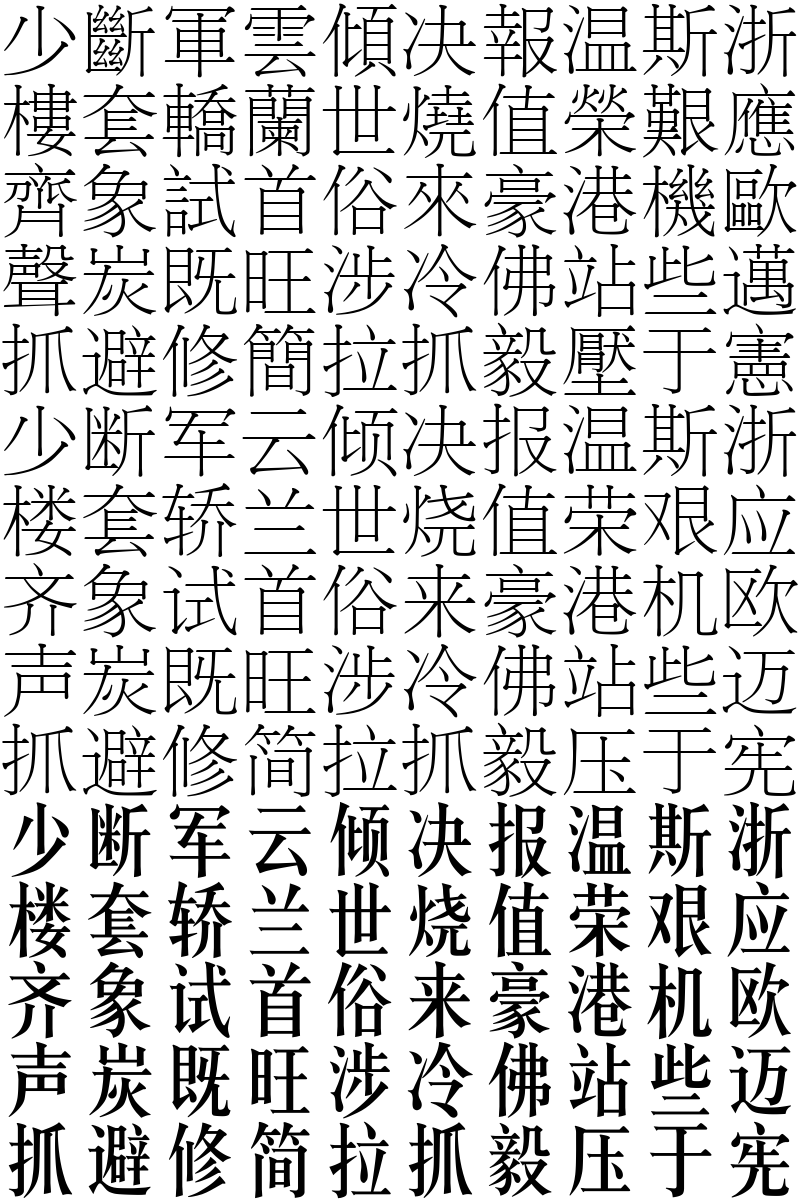 少斷軍雲傾决報温斯浙
樓套轎蘭世燒值榮艱應
齊象試首俗來豪港機歐
聲炭既旺涉冷佛站些邁
抓避修簡拉抓毅壓于憲
少断军云倾决报温斯浙
楼套轿兰世烧值荣艰应
齐象试首俗来豪港机欧
声炭既旺涉冷佛站些迈
抓避修简拉抓毅压于宪
少断军云倾决报温斯浙
楼套轿兰世烧值荣艰应
齐象试首俗来豪港机欧
声炭既旺涉冷佛站些迈
抓避修简拉抓毅压于宪